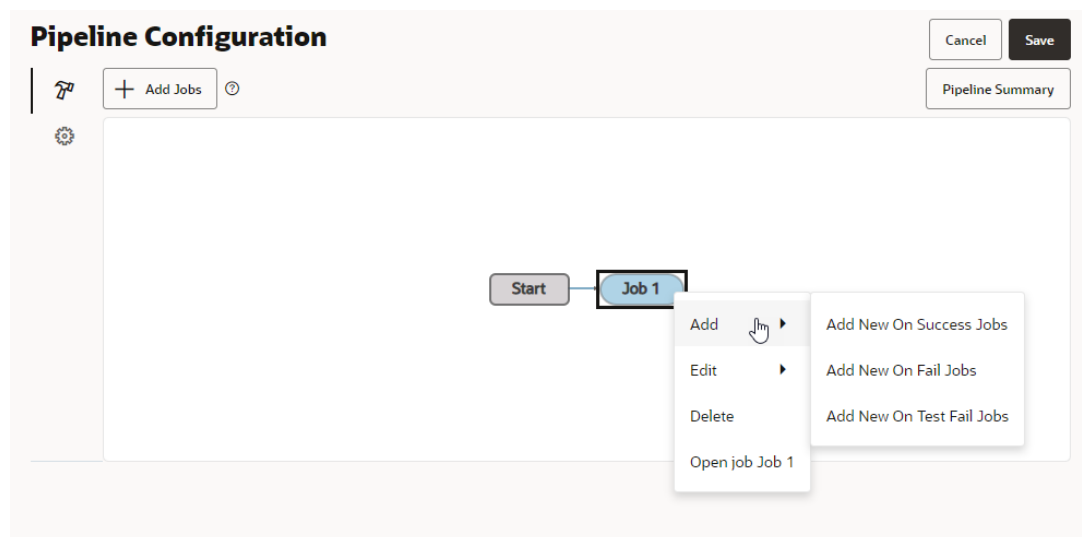 Pipeline Configuration
Cancel
Save
Add Jobs
Pipeline Summary
Start
Job 1
Add
Add New On Success Jobs
Edit
Add New On Fail Jobs
Delete
Add New On Test Fail Jobs
Open job Job 1